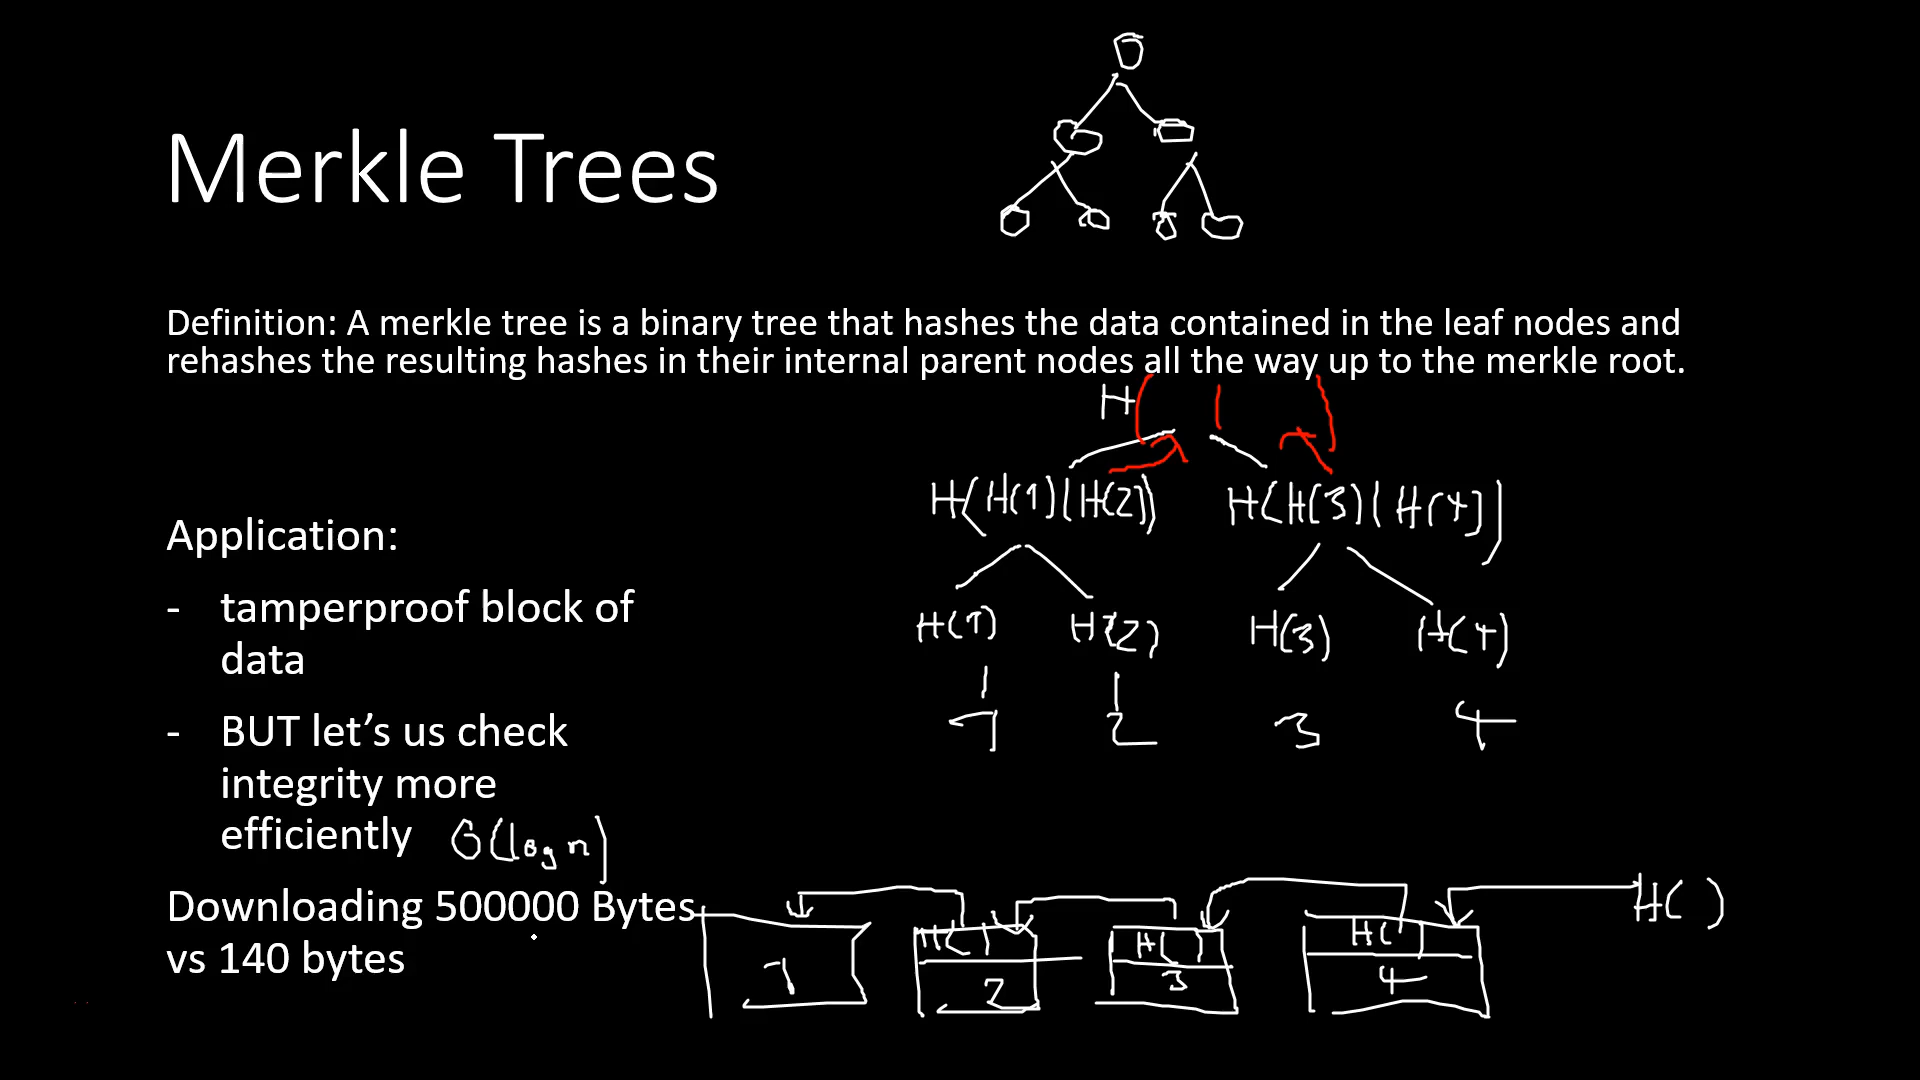 Merkle Trees
Definition: A merkle tree is a binary tree that hashes the data contained in the leaf nodes and
rehashes the resulting hashes in their internal parent nodes all the way up to the merkle root.
H( | )
H(H(1)|H(2)) H(H(3)|H(4))
H(1) H(2) H(3) H(4)
1 2 3 4
Application:
- tamperproof block of
data
- BUT let’s us check
integrity more
efficiently O(log n)
Downloading 500000 Bytes
vs 140 bytes
H( ) H( ) H( ) H( )
1 2 3 4